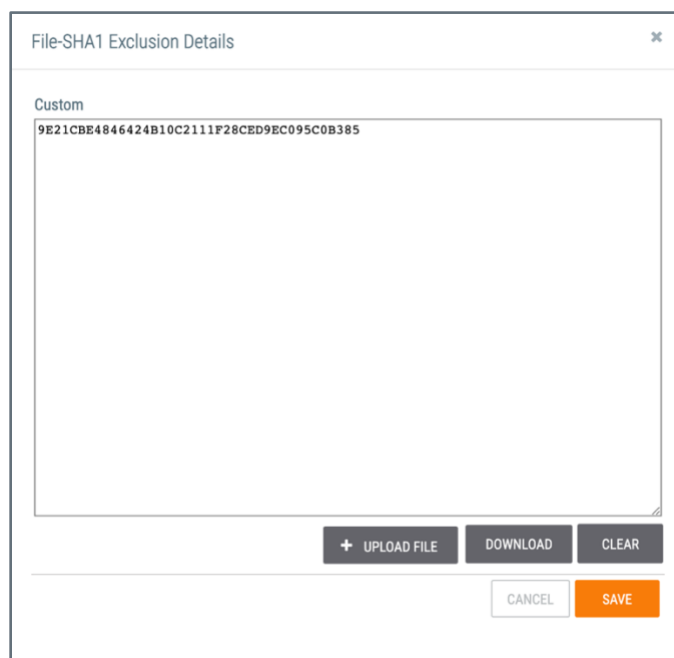 File-SHA1 Exclusion Details
Custom
9E21CBE4846424B10C2111F28CED9EC095C0B385
+ UPLOAD FILE
DOWNLOAD
CLEAR
CANCEL
SAVE